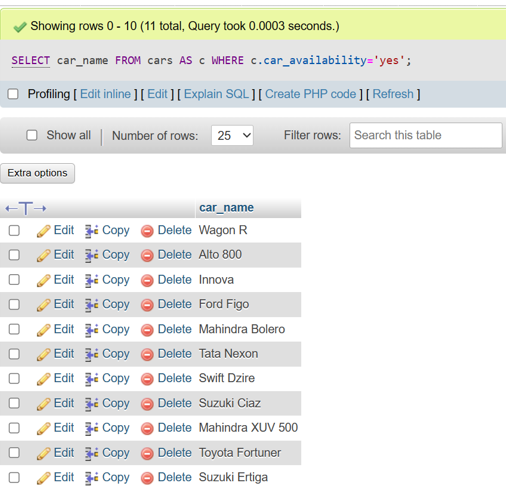 Showing rows 0 - 10 (11 total, Query took 0.0003 seconds.)
SELECT car_name FROM cars AS c WHERE c.car_availability='yes';
Profiling [ Edit inline ] [ Edit ] [ Explain SQL ] [ Create PHP code ] [ Refresh ]
Show all | Number of rows: 25 Filter rows: Search this table
Extra options
←T→ car_name
Edit Copy Delete Wagon R
Edit Copy Delete Alto 800
Edit Copy Delete Innova
Edit Copy Delete Ford Figo
Edit Copy Delete Mahindra Bolero
Edit Copy Delete Tata Nexon
Edit Copy Delete Swift Dzire
Edit Copy Delete Suzuki Ciaz
Edit Copy Delete Mahindra XUV 500
Edit Copy Delete Toyota Fortuner
Edit Copy Delete Suzuki Ertiga